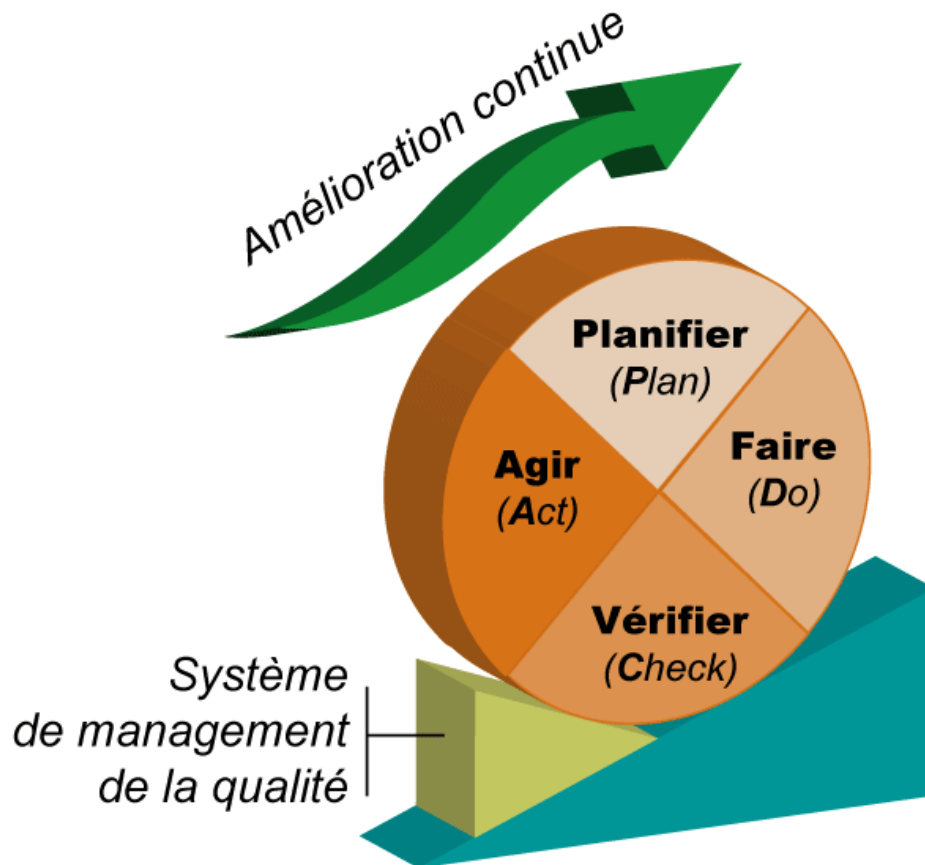 Amélioration continue
Planifier
(Plan)
Faire
(Do)
Agir
(Act)
Vérifier
(Check)
Système
de management
de la qualité